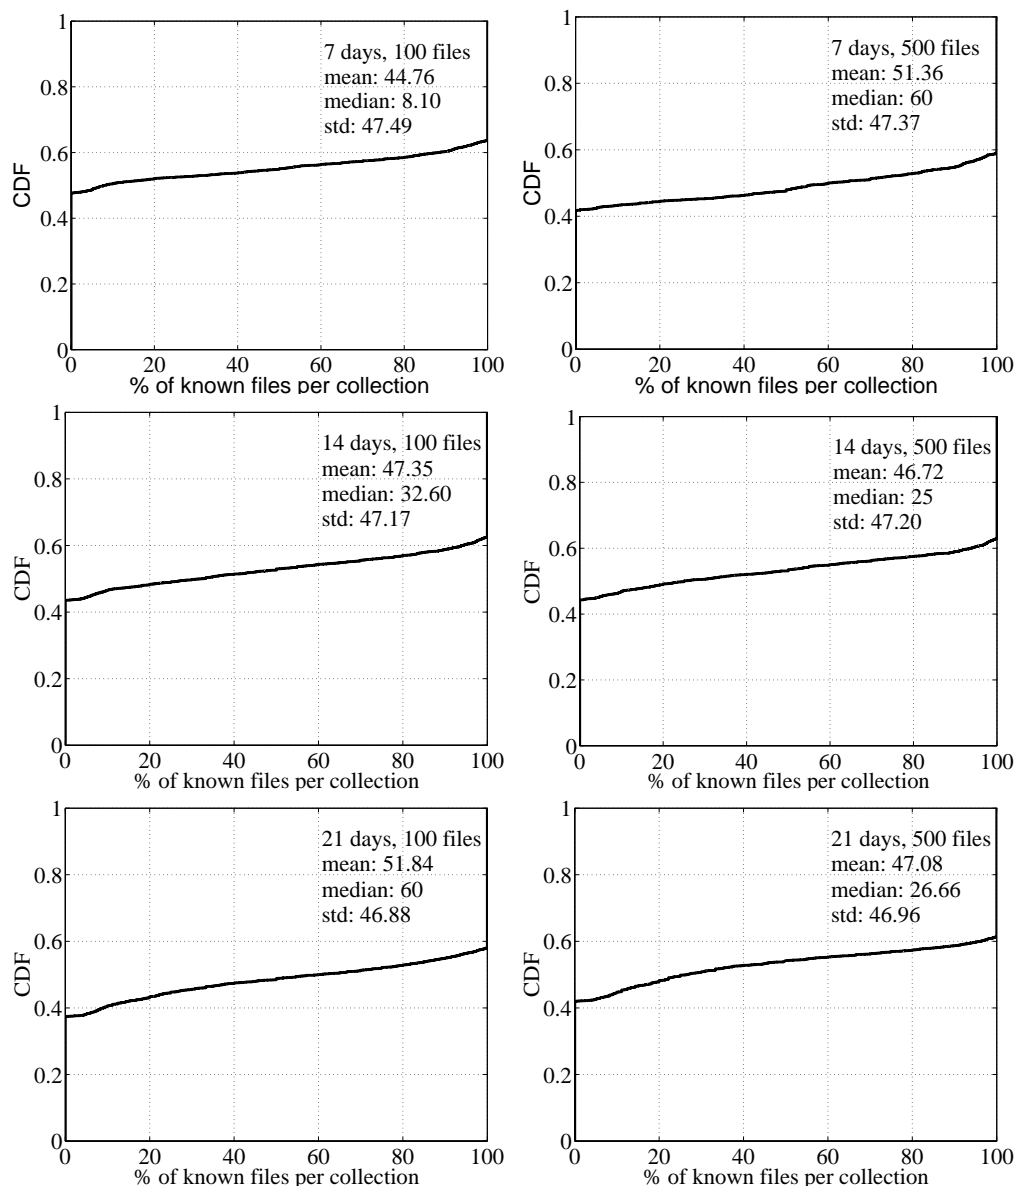 1
0.8
0.6
0.4
0.2
0
CDF
7 days, 100 files
mean: 44.76
median: 8.10
std: 47.49
0 20 40 60 80 100
% of known files per collection
1
0.8
0.6
0.4
0.2
0
CDF
7 days, 500 files
mean: 51.36
median: 60
std: 47.37
0 20 40 60 80 100
% of known files per collection
1
0.8
0.6
0.4
0.2
0
CDF
14 days, 100 files
mean: 47.35
median: 32.60
std: 47.17
0 20 40 60 80 100
% of known files per collection
1
0.8
0.6
0.4
0.2
0
CDF
14 days, 500 files
mean: 46.72
median: 25
std: 47.20
0 20 40 60 80 100
% of known files per collection
1
0.8
0.6
0.4
0.2
0
CDF
21 days, 100 files
mean: 51.84
median: 60
std: 46.88
0 20 40 60 80 100
% of known files per collection
1
0.8
0.6
0.4
0.2
0
CDF
21 days, 500 files
mean: 47.08
median: 26.66
std: 46.96
0 20 40 60 80 100
% of known files per collection